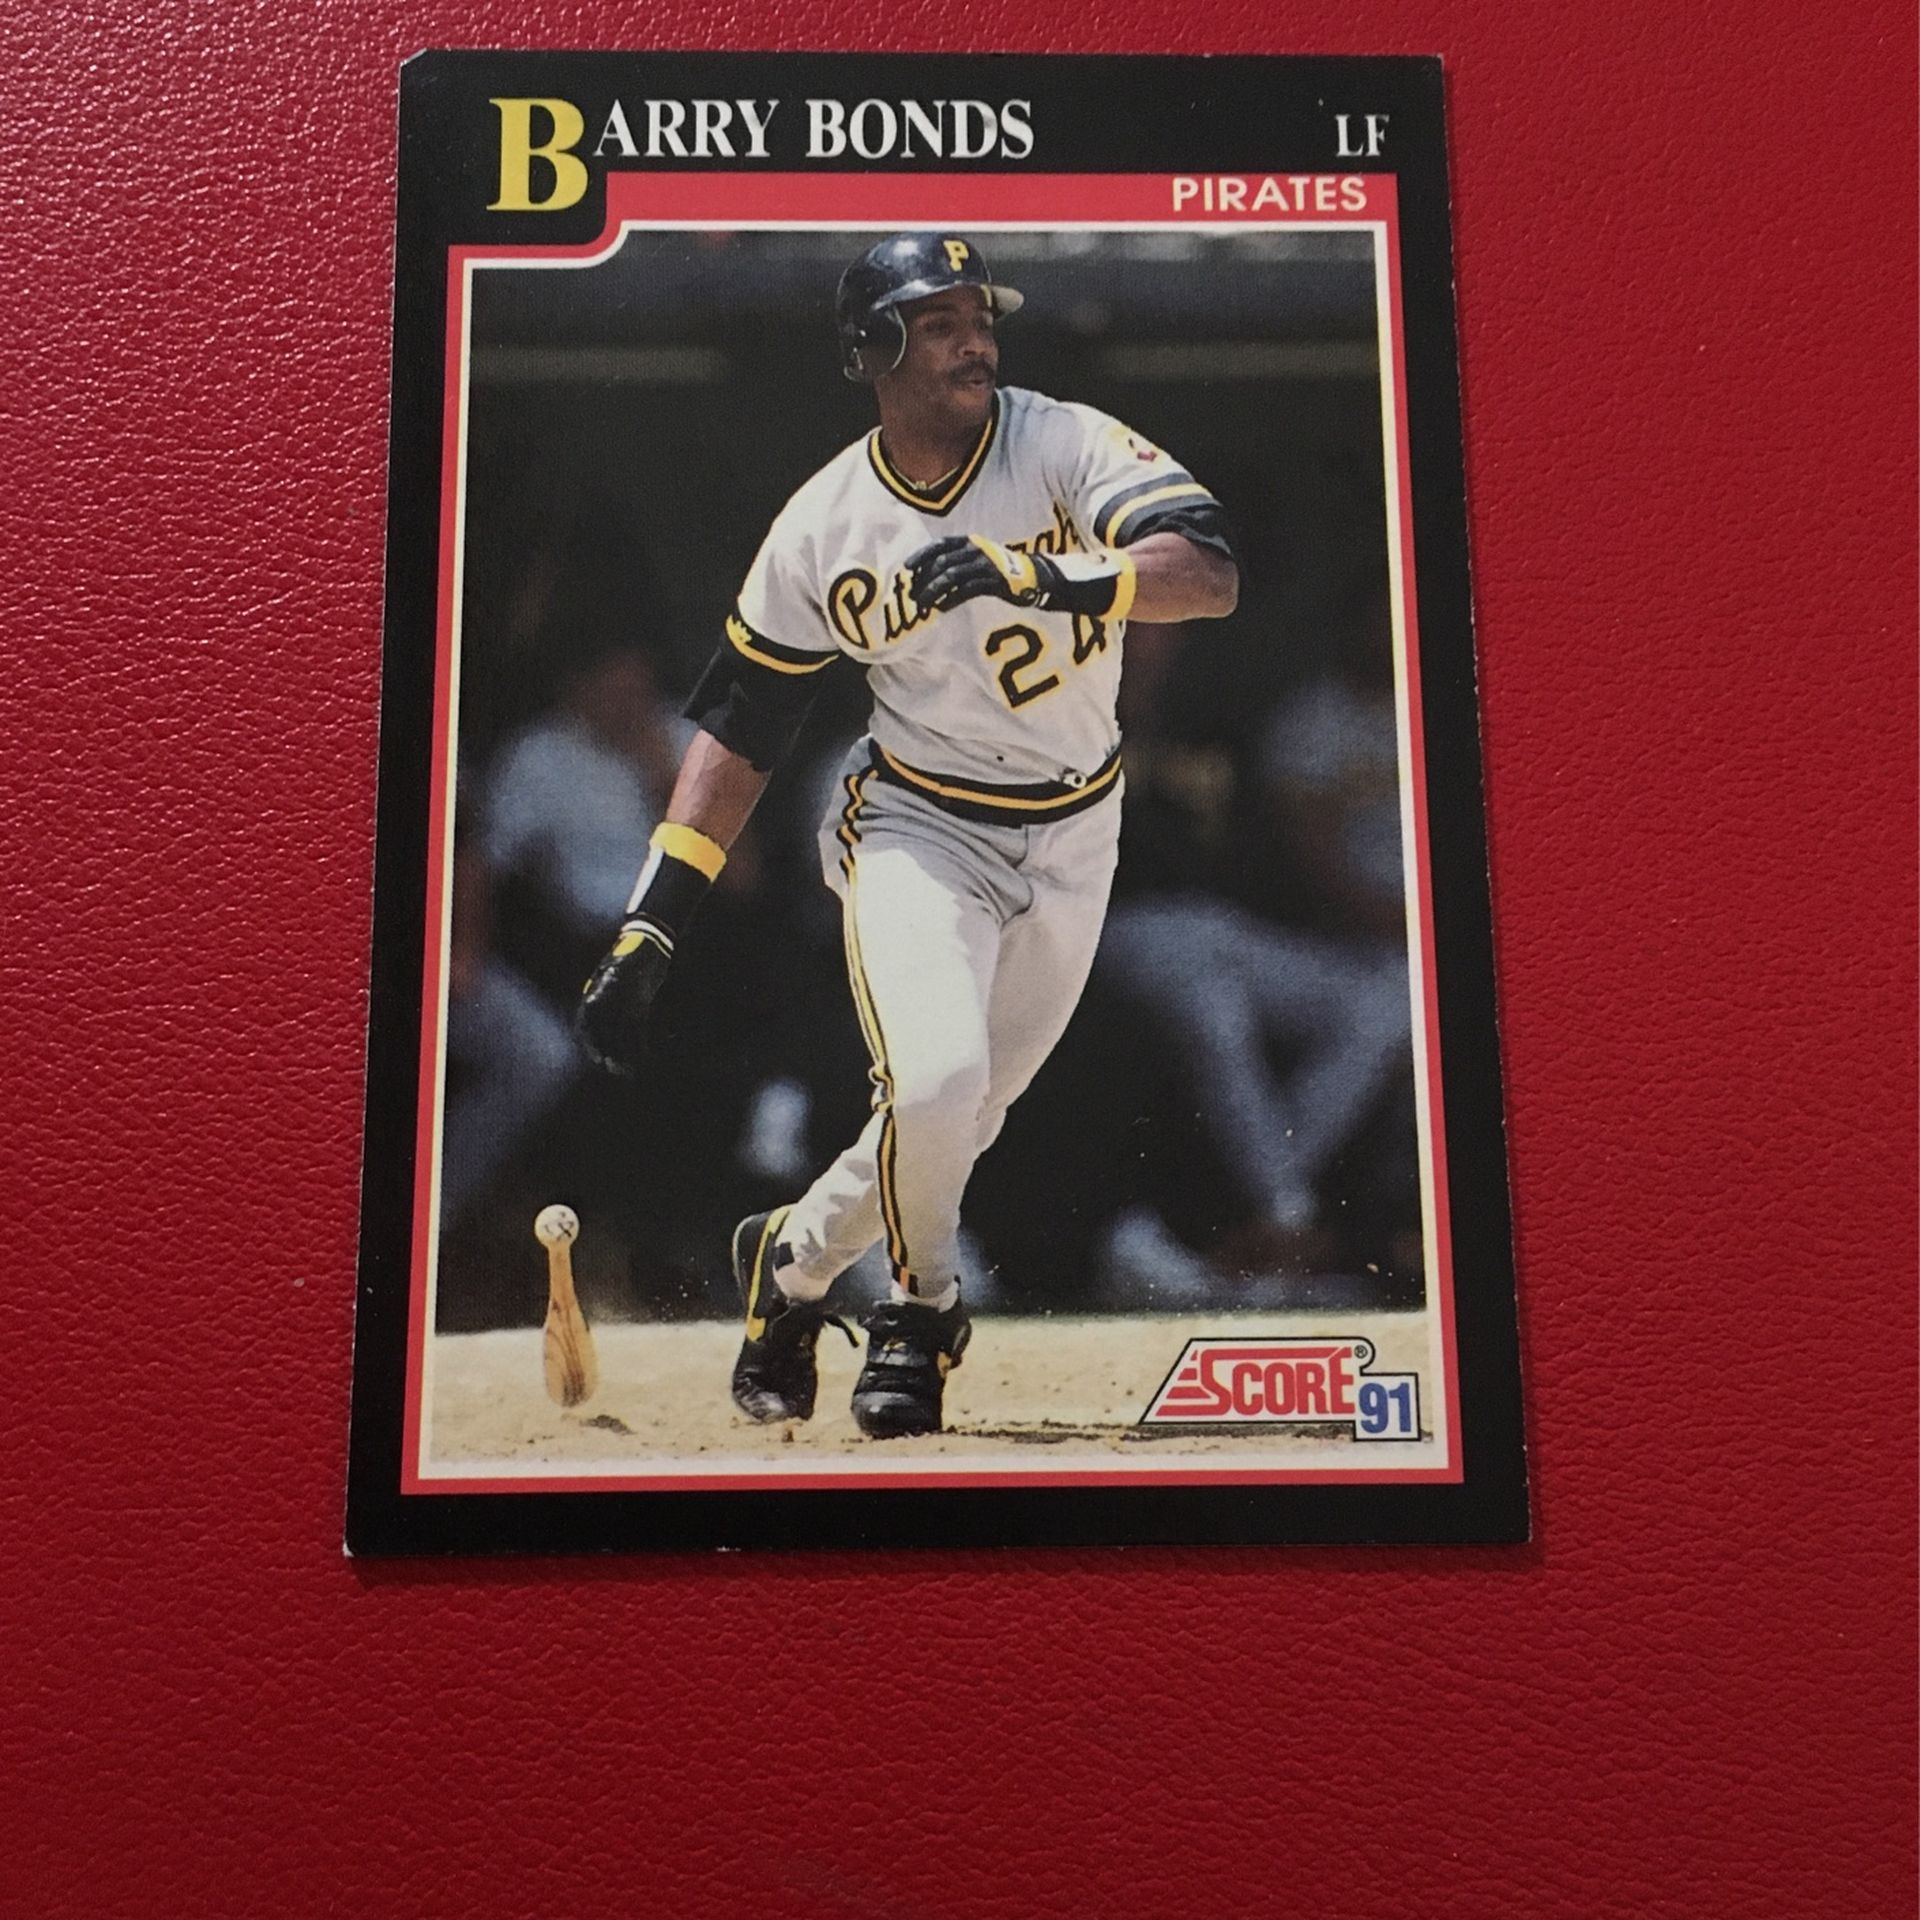 BARRY BONDS LF
PIRATES
P
Pittsburgh
24
SCORE® 91